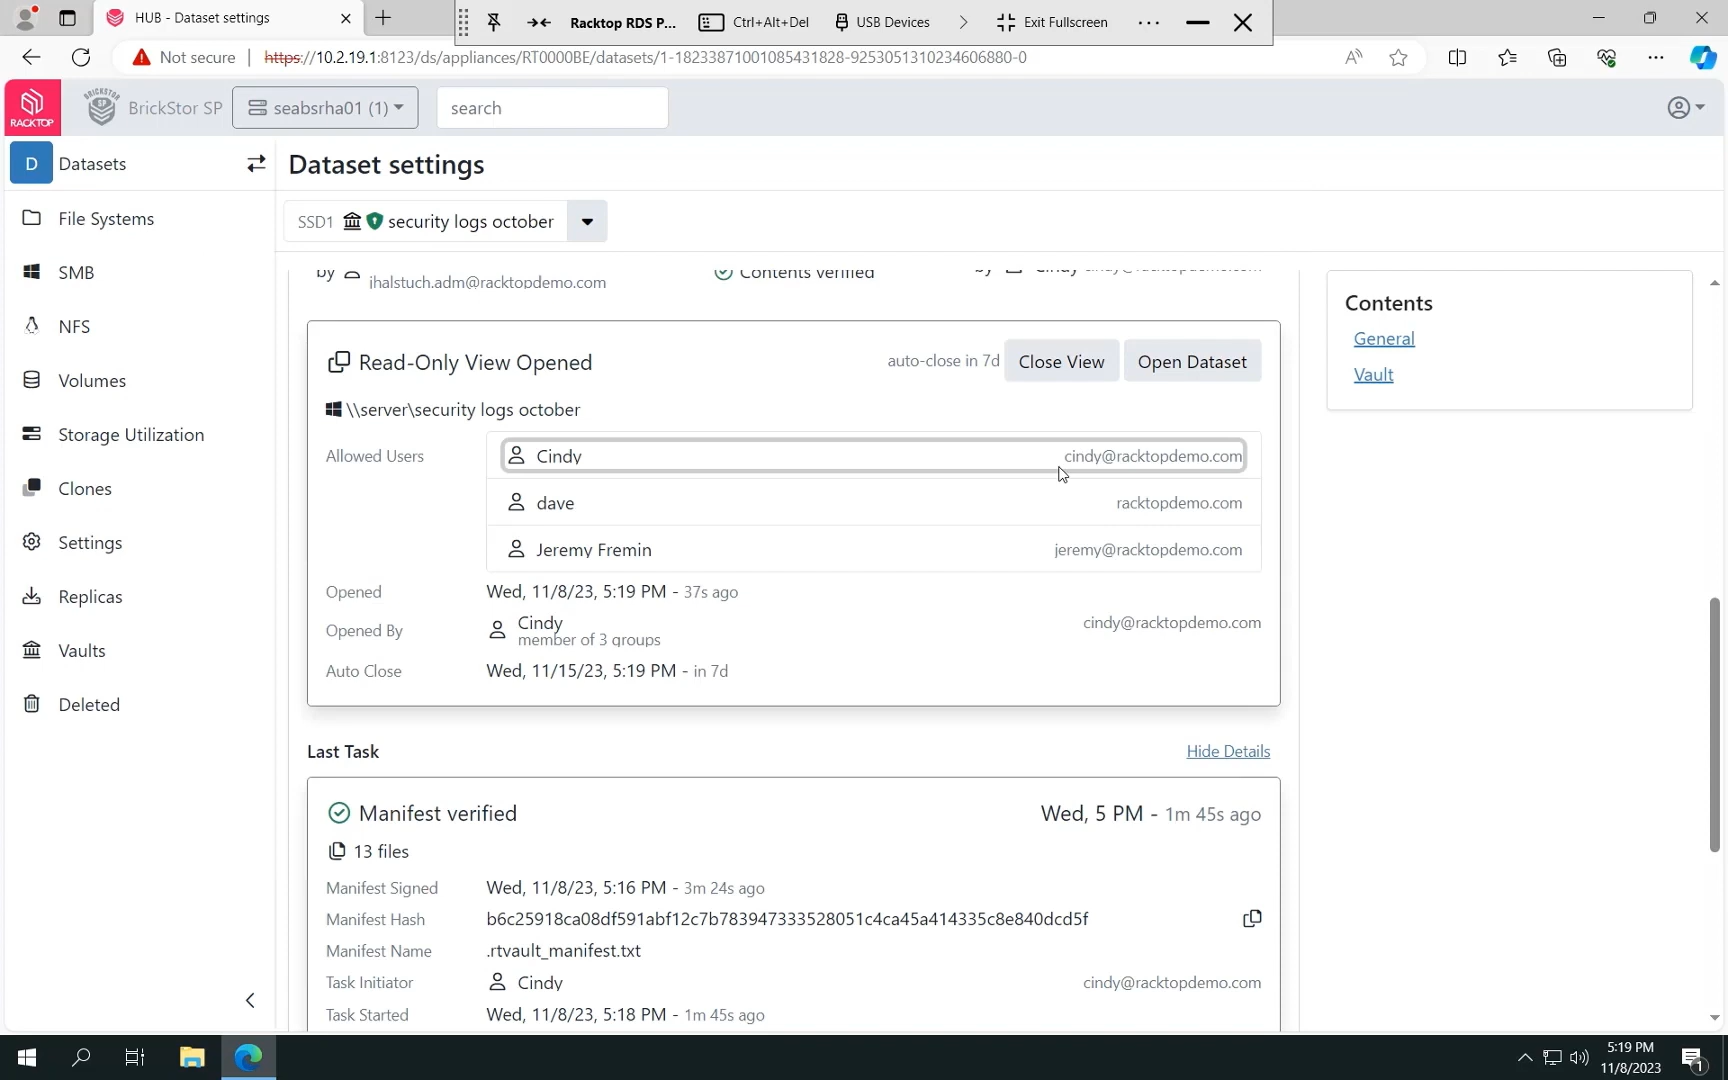 HUB - Dataset settings
Racktop RDS P...
Ctrl+Alt+Del
USB Devices
Exit Fullscreen
Not secure
https://10.2.19.1:8123/ds/appliances/RT0000BE/datasets/1-18233871001085431828-9253051310234606880-0
RACKTOP
BrickStor SP
seabsrha01 (1)
search
D
Datasets
Dataset settings
File Systems
SMB
NFS
Volumes
Storage Utilization
Clones
Settings
Replicas
Vaults
Deleted
SSD1 security logs october
by jhalstuch.adm@racktopdemo.com
Contents verified
by Cindy cindy@racktopdemo.com
Contents
General
Vault
Read-Only View Opened
auto-close in 7d
Close View
Open Dataset
\\server\security logs october
Allowed Users
Cindy cindy@racktopdemo.com
dave racktopdemo.com
Jeremy Fremin jeremy@racktopdemo.com
Opened Wed, 11/8/23, 5:19 PM - 37s ago
Opened By Cindy cindy@racktopdemo.com
member of 3 groups
Auto Close Wed, 11/15/23, 5:19 PM - in 7d
Last Task
Hide Details
Manifest verified Wed, 5 PM - 1m 45s ago
13 files
Manifest Signed Wed, 11/8/23, 5:16 PM - 3m 24s ago
Manifest Hash b6c25918ca08df591abf12c7b783947333528051c4ca45a414335c8e840dcd5f
Manifest Name .rtvault_manifest.txt
Task Initiator Cindy cindy@racktopdemo.com
Task Started Wed, 11/8/23, 5:18 PM - 1m 45s ago
5:19 PM
11/8/2023
1